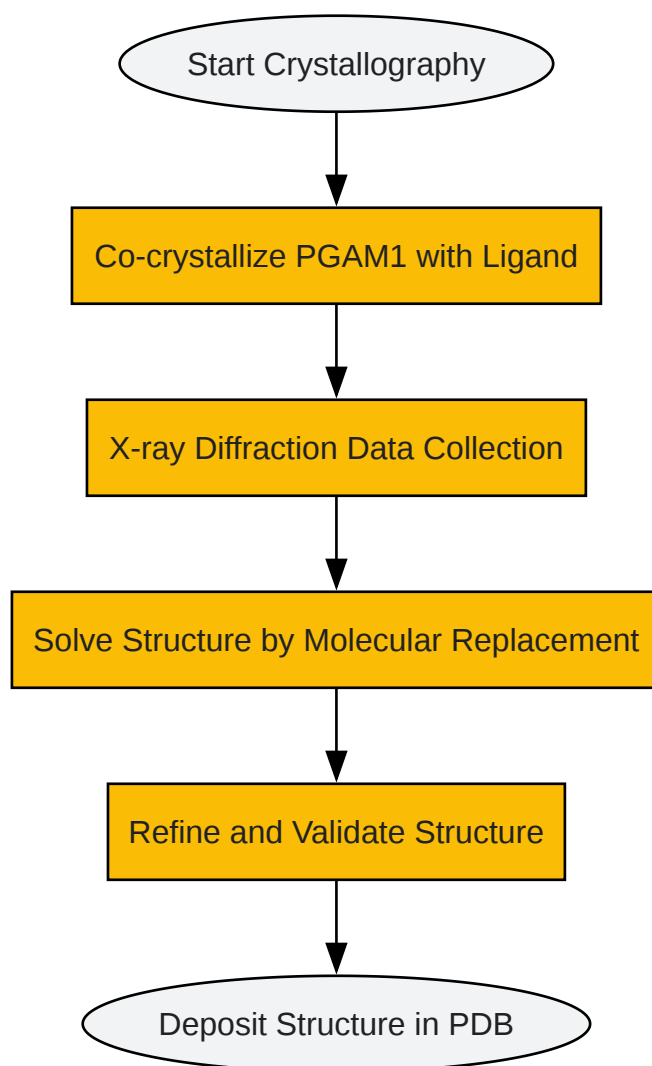 Start Crystallography
Co-crystallize PGAM1 with Ligand
X-ray Diffraction Data Collection
Solve Structure by Molecular Replacement
Refine and Validate Structure
Deposit Structure in PDB